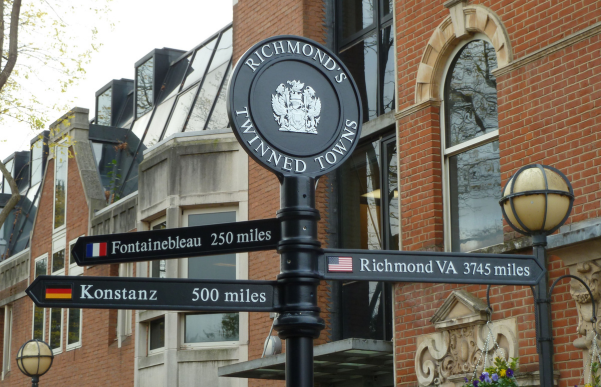 RICHMOND'S
TWINNED TOWNS
Fontainebleau 250 miles
Richmond VA 3745 miles
Konstanz 500 miles